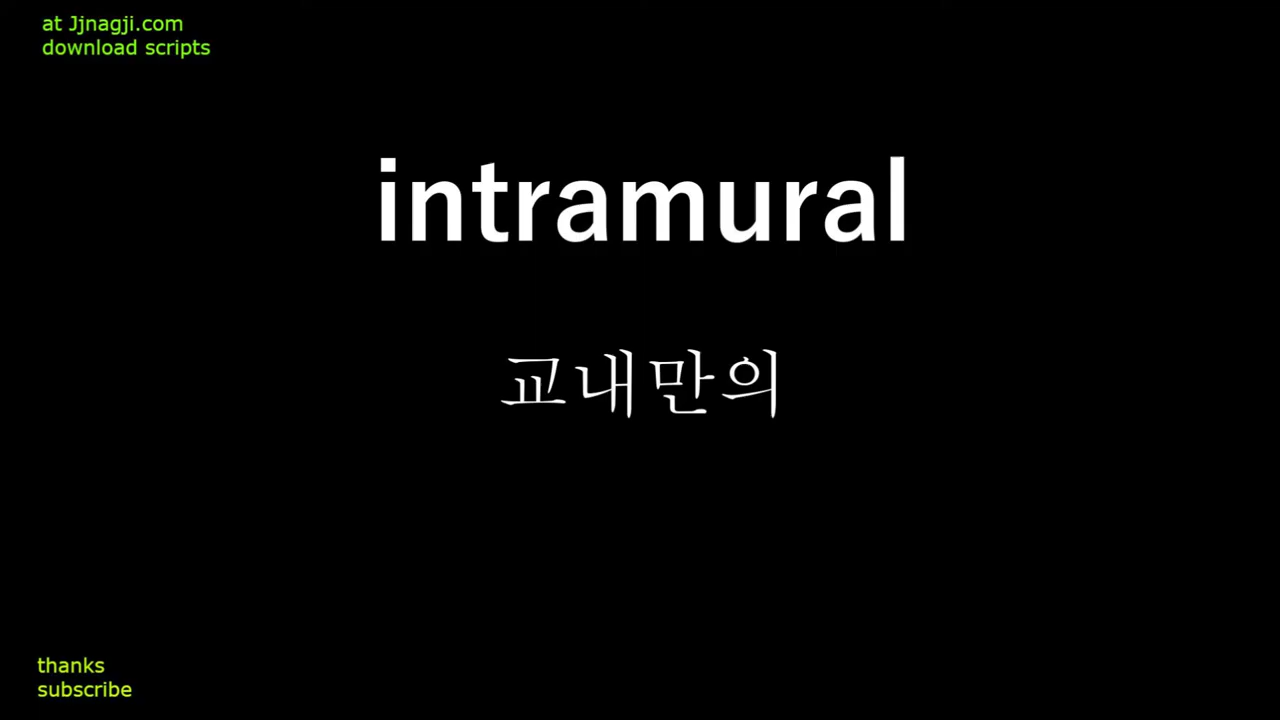 at Jjnagji.com
download scripts
intramural
교내만의
thanks
subscribe